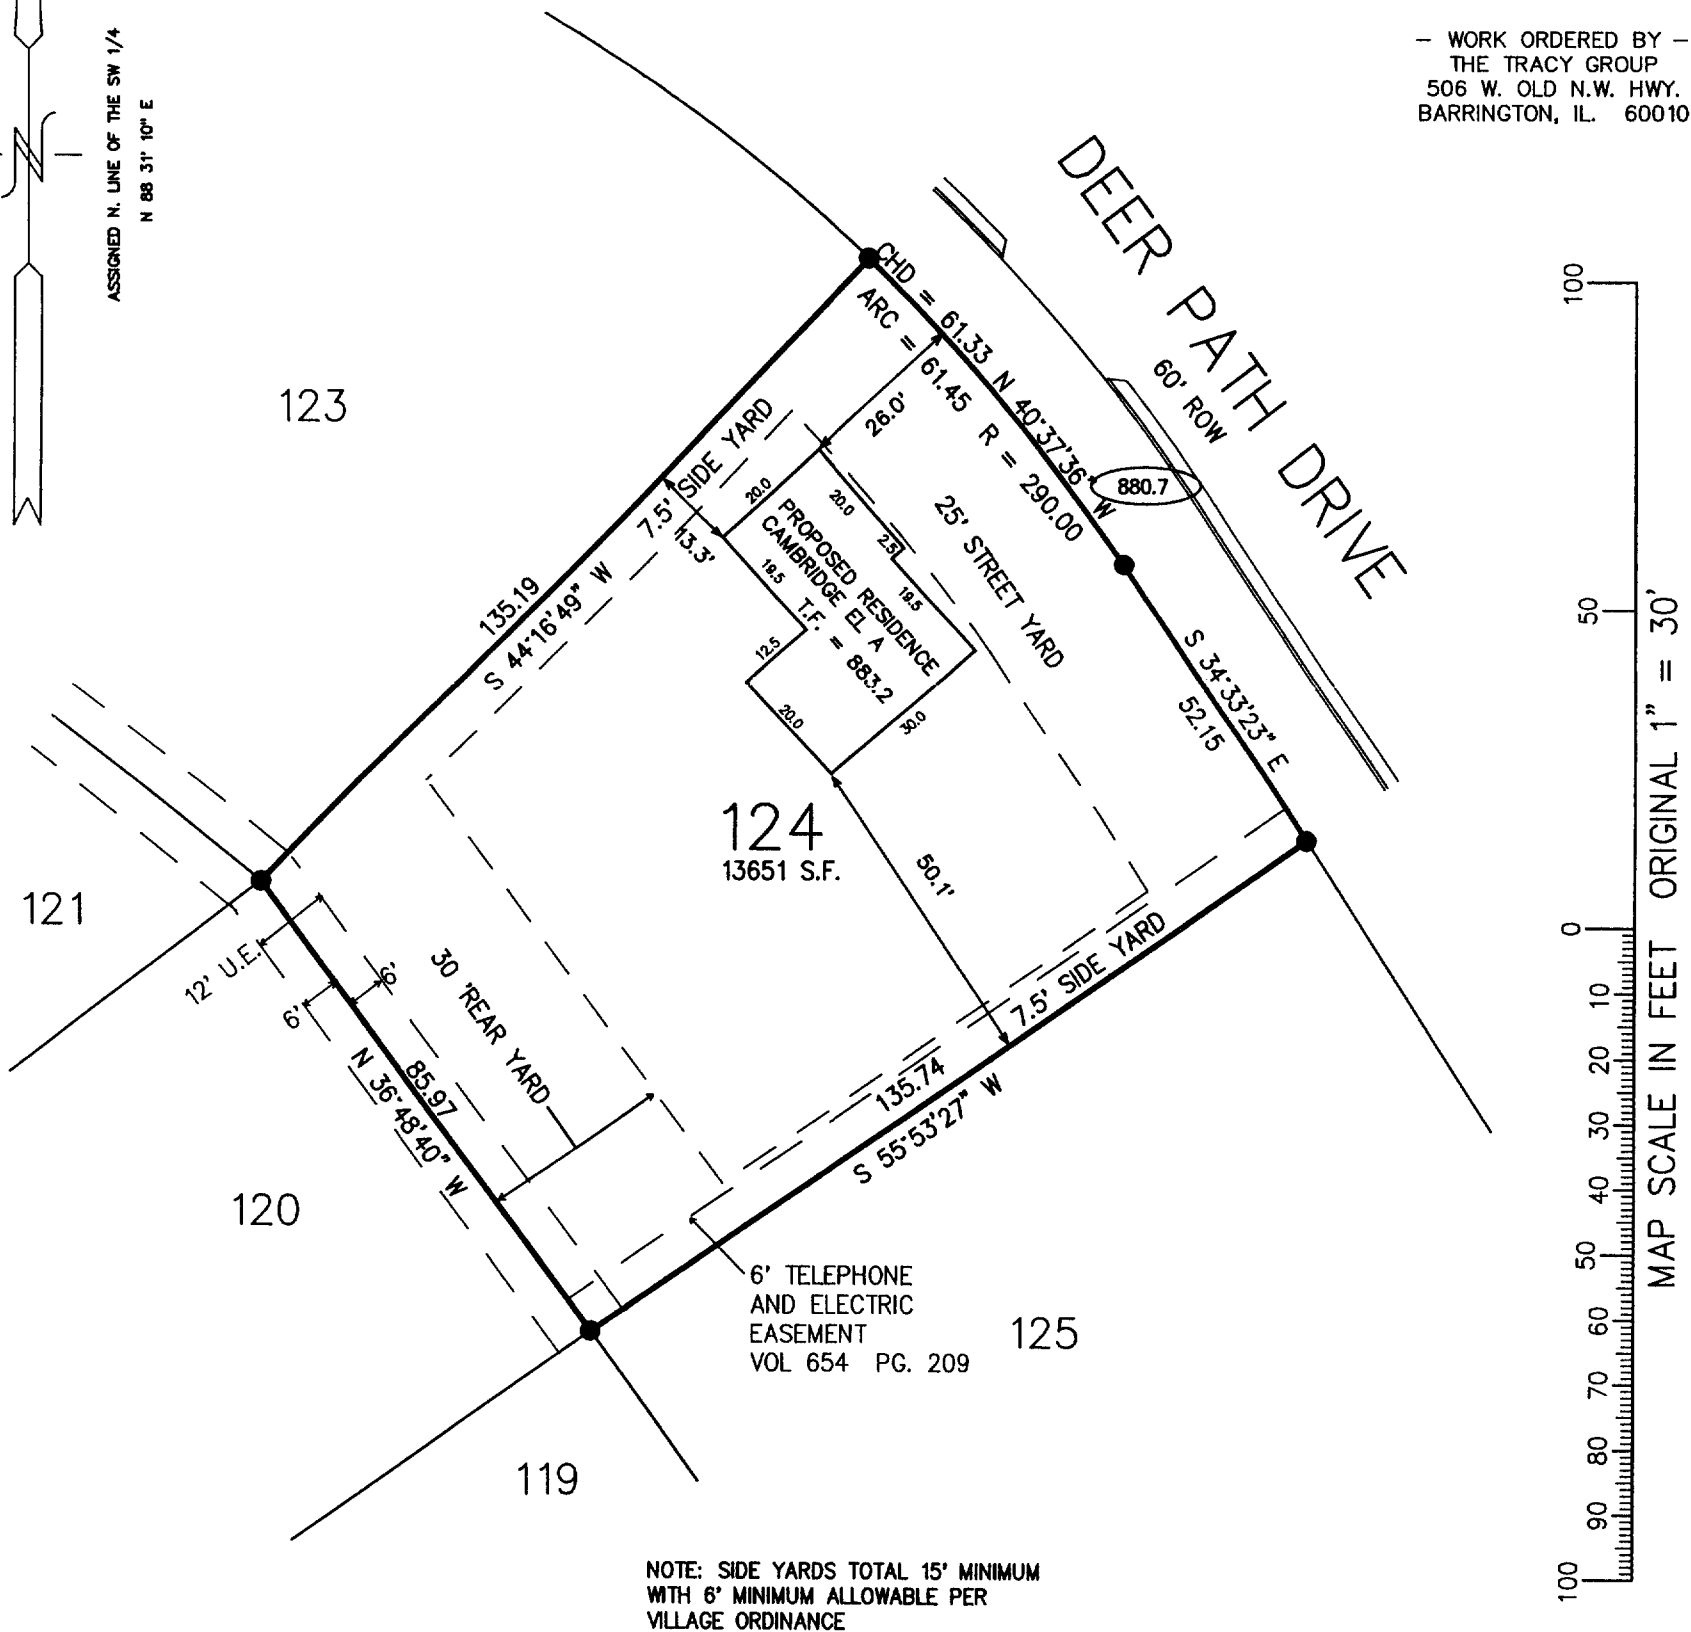 ASSIGNED N. LINE OF THE SW 1/4
N 88 31' 10" E
N
– WORK ORDERED BY –
THE TRACY GROUP
506 W. OLD N.W. HWY.
BARRINGTON, IL. 60010
DEER PATH DRIVE
60' ROW
880.7
CHD = 61.33 N 40°37'36" W
ARC = 61.45 R = 290.00
26.0'
123
7.5' SIDE YARD
13.3'
135.19
S 44°16'49" W
20.0
20.0
2.5
19.5
19.5
12.5
20.0
30.0
PROPOSED RESIDENCE
CAMBRIDGE EL A
T.F. = 883.2
25' STREET YARD
S 34°33'23" E
52.15
124
13651 S.F.
50.1'
121
12' U.E.
6'
6'
30 'REAR YARD
85.97
N 36°48'40" W
7.5' SIDE YARD
135.74
S 55°53'27" W
120
6' TELEPHONE
AND ELECTRIC
EASEMENT
VOL 654 PG. 209
125
119
NOTE: SIDE YARDS TOTAL 15' MINIMUM
WITH 6' MINIMUM ALLOWABLE PER
VILLAGE ORDINANCE
100
50
0
10
20
30
40
50
60
70
80
90
100
MAP SCALE IN FEET ORIGINAL 1" = 30'